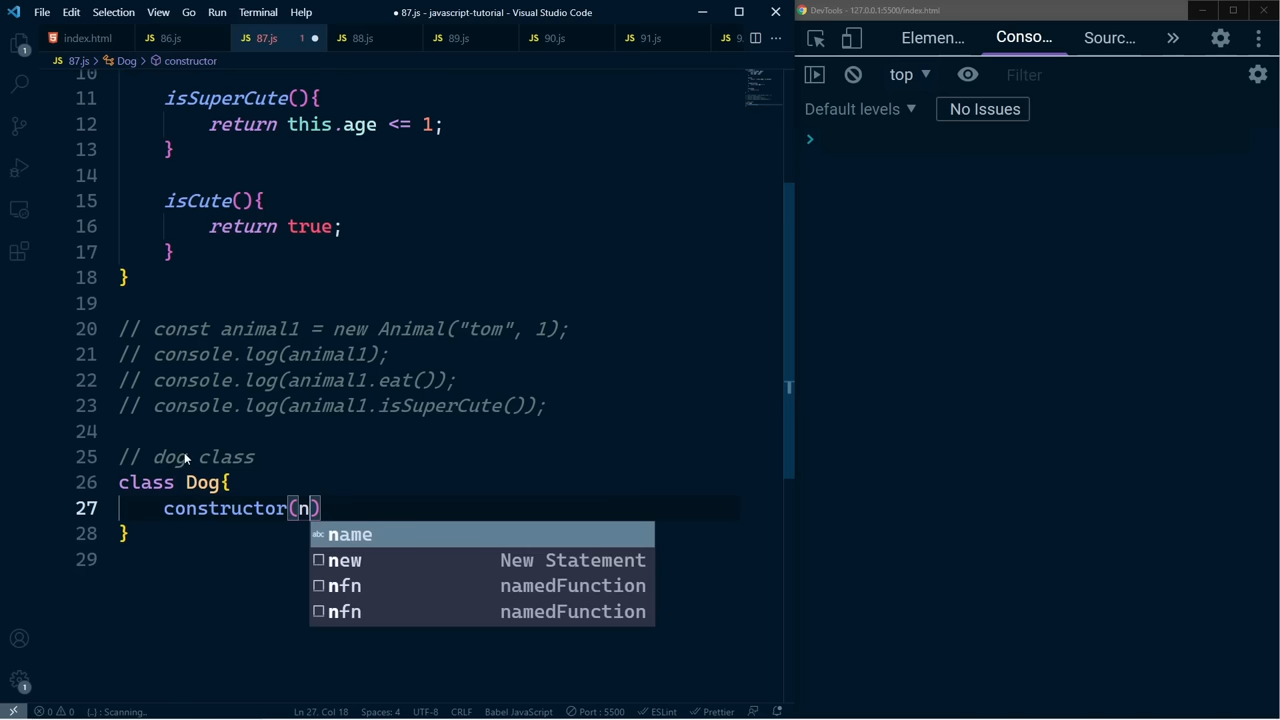 File Edit Selection View Go Run Terminal Help
● 87.js - javascript-tutorial - Visual Studio Code
DevTools - 127.0.0.1:5500/index.html
index.html JS 86.js JS 87.js 1 ● JS 88.js JS 89.js JS 90.js JS 91.js JS 9.
Elemen... Conso... Sourc...
JS 87.js > Dog > constructor
top Filter
Default levels No Issues
10
11 isSuperCute(){
12 return this.age <= 1;
13 }
14
15 isCute(){
16 return true;
17 }
18 }
19
20 // const animal1 = new Animal("tom", 1);
21 // console.log(animal1);
22 // console.log(animal1.eat());
23 // console.log(animal1.isSuperCute());
24
25 // dog class
26 class Dog{
27 constructor(n)
abc name
new New Statement
nfn namedFunction
nfn namedFunction
28 }
29
0 0 {..} : Scanning.. Ln 27, Col 18 Spaces: 4 UTF-8 CRLF Babel JavaScript Port : 5500 ESLint Prettier